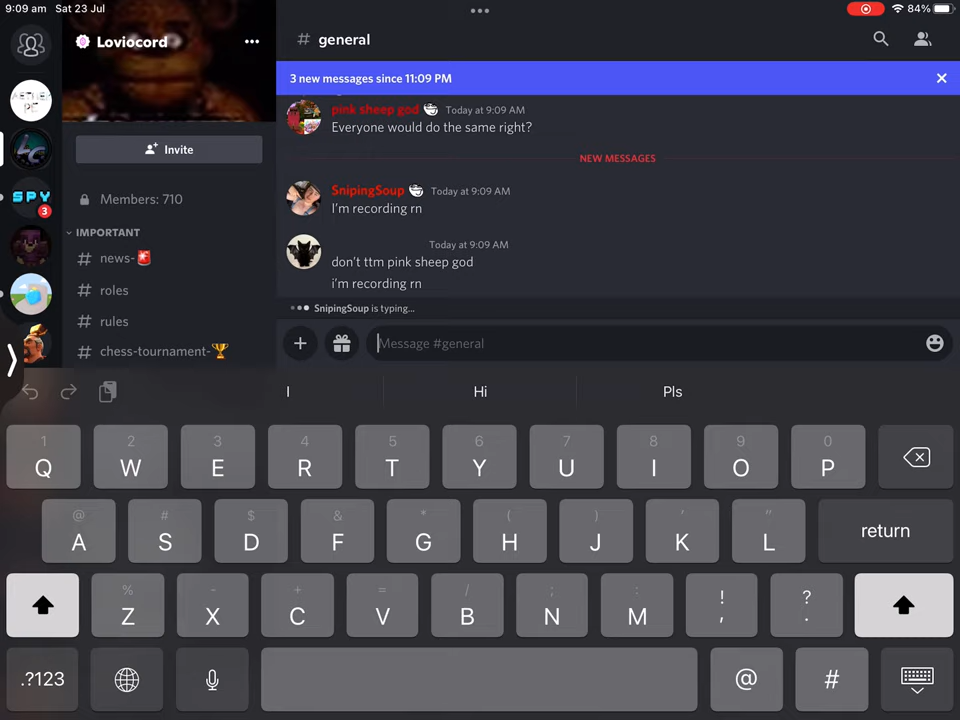 9:09 am Sat 23 Jul
84%
Loviocord
# general
3 new messages since 11:09 PM
pink sheep god Today at 9:09 AM
Everyone would do the same right?
Invite
NEW MESSAGES
Members: 710
SnipingSoup Today at 9:09 AM
I'm recording rn
IMPORTANT
# news-
SPY
3
Today at 9:09 AM
don't ttm pink sheep god
i'm recording rn
# roles
SnipingSoup is typing...
# rules
Message #general
# chess-tournament-
I Hi Pls
1 2 3 4 5 6 7 8 9 0
Q W E R T Y U I O P
@ # $ & * ( ) ' "
A S D F G H J K L return
% - + = / ; : ! ?
Z X C V B N M , .
.?123 @ #